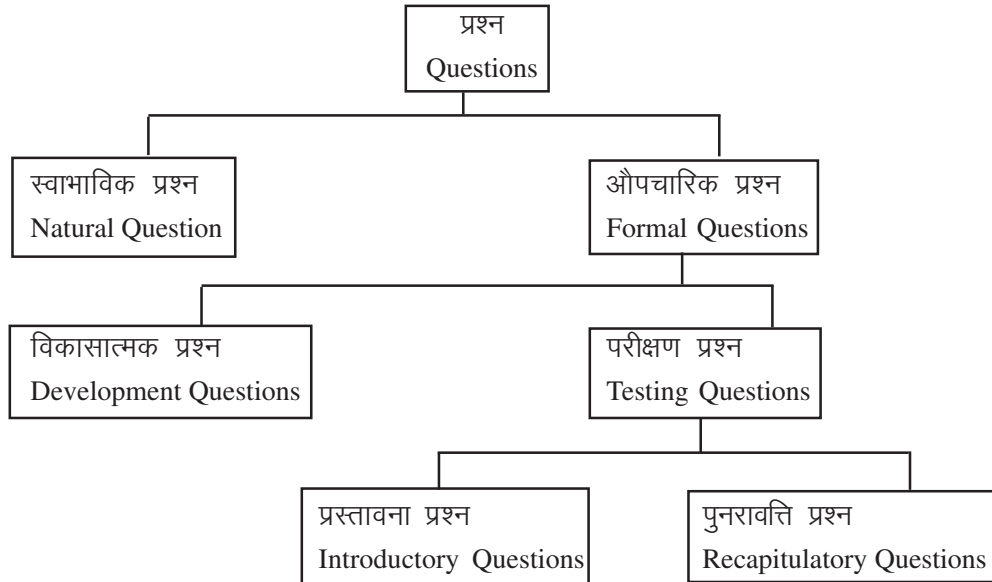 प्रश्न
Questions
स्वाभाविक प्रश्न
Natural Question
औपचारिक प्रश्न
Formal Questions
विकासात्मक प्रश्न
Development Questions
परीक्षण प्रश्न
Testing Questions
प्रस्तावना प्रश्न
Introductory Questions
पुनरावत्ति प्रश्न
Recapitulatory Questions